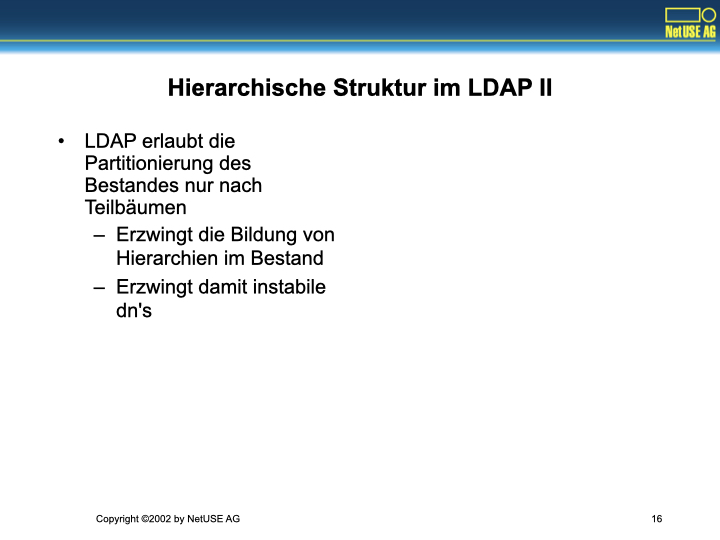 NetUSE AG
Hierarchische Struktur im LDAP II
• LDAP erlaubt die
Partitionierung des
Bestandes nur nach
Teilbäumen
– Erzwingt die Bildung von
Hierarchien im Bestand
– Erzwingt damit instabile
dn's
Copyright ©2002 by NetUSE AG
16